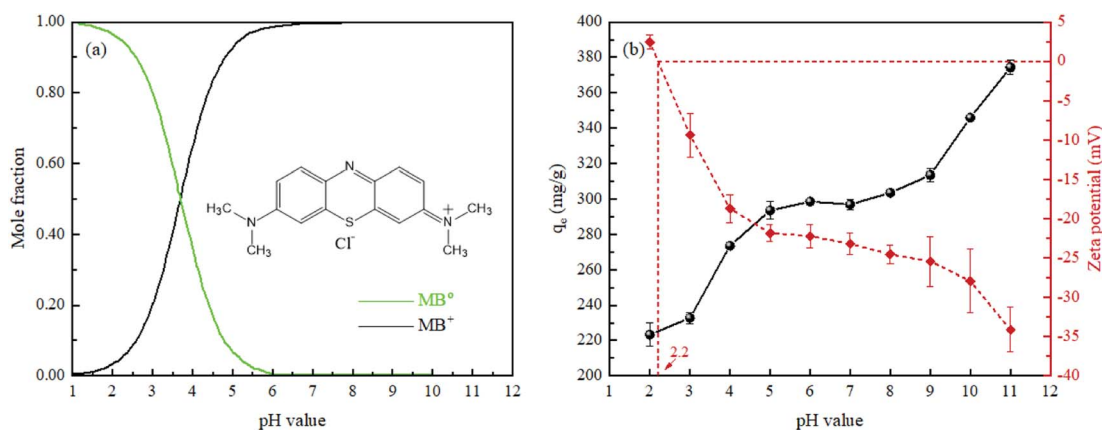 (a)
Mole fraction
1.00
0.80
0.60
0.40
0.20
0.00
N
H₃C
N
CH₃
S
N
+
CH₃
CH₃
Cl⁻
MB⁰
MB⁺
1 2 3 4 5 6 7 8 9 10 11 12
pH value
(b)
qₑ (mg/g)
400
380
360
340
320
300
280
260
240
220
200
2.2
1 2 3 4 5 6 7 8 9 10 11 12
pH value
5
0
-5
-10
-15
-20
-25
-30
-35
-40
Zeta potential (mV)